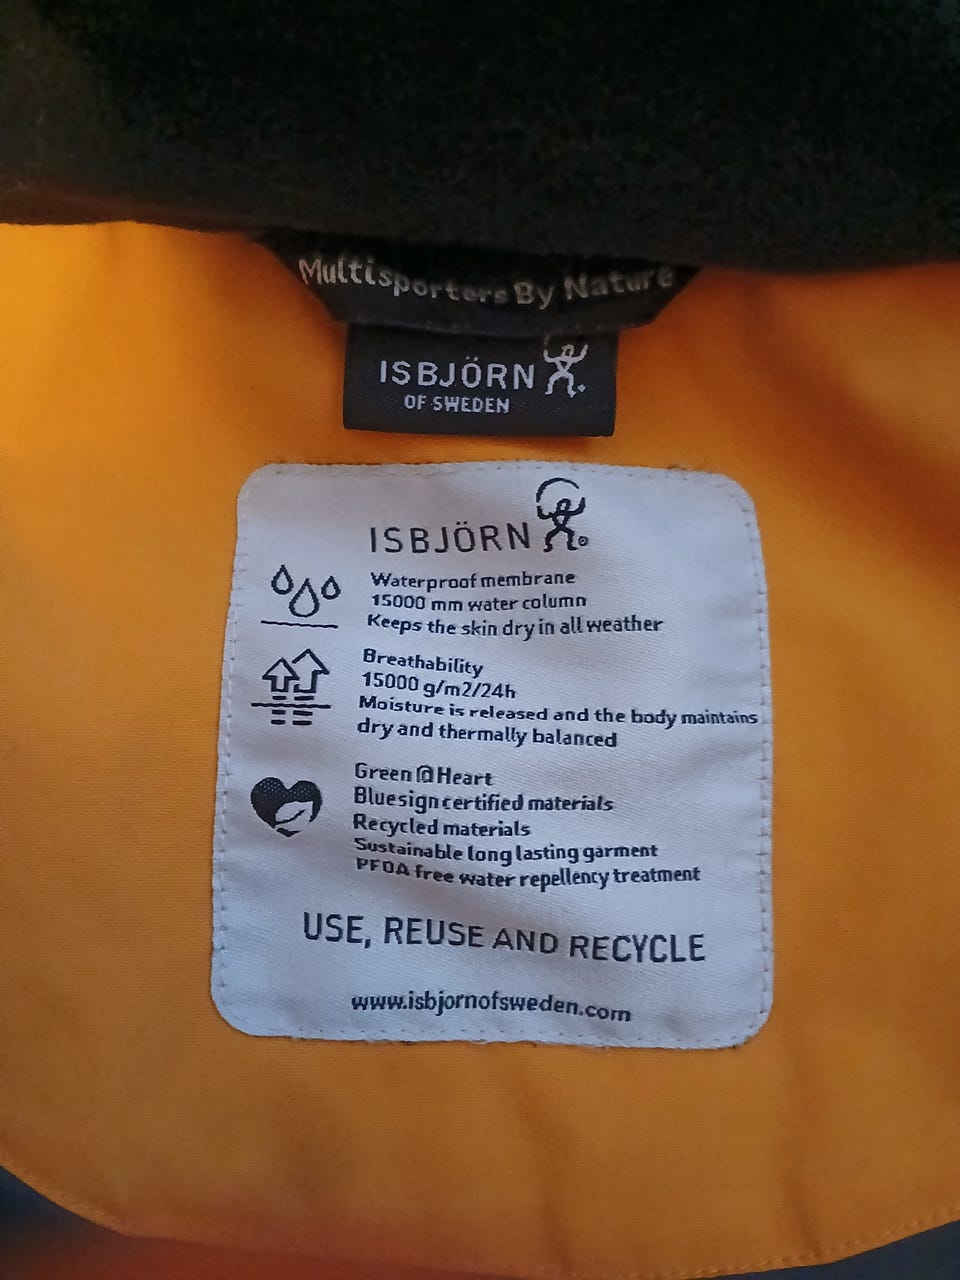 Multisporters By Nature
ISBJÖRN
OF SWEDEN
ISBJÖRN
Waterproof membrane
15000 mm water column
Keeps the skin dry in all weather
Breathability
15000 g/m2/24h
Moisture is released and the body maintains
dry and thermally balanced
Green @ Heart
Bluesign certified materials
Recycled materials
Sustainable long lasting garment
PFOA free water repellency treatment
USE, REUSE AND RECYCLE
www.isbjornofsweden.com